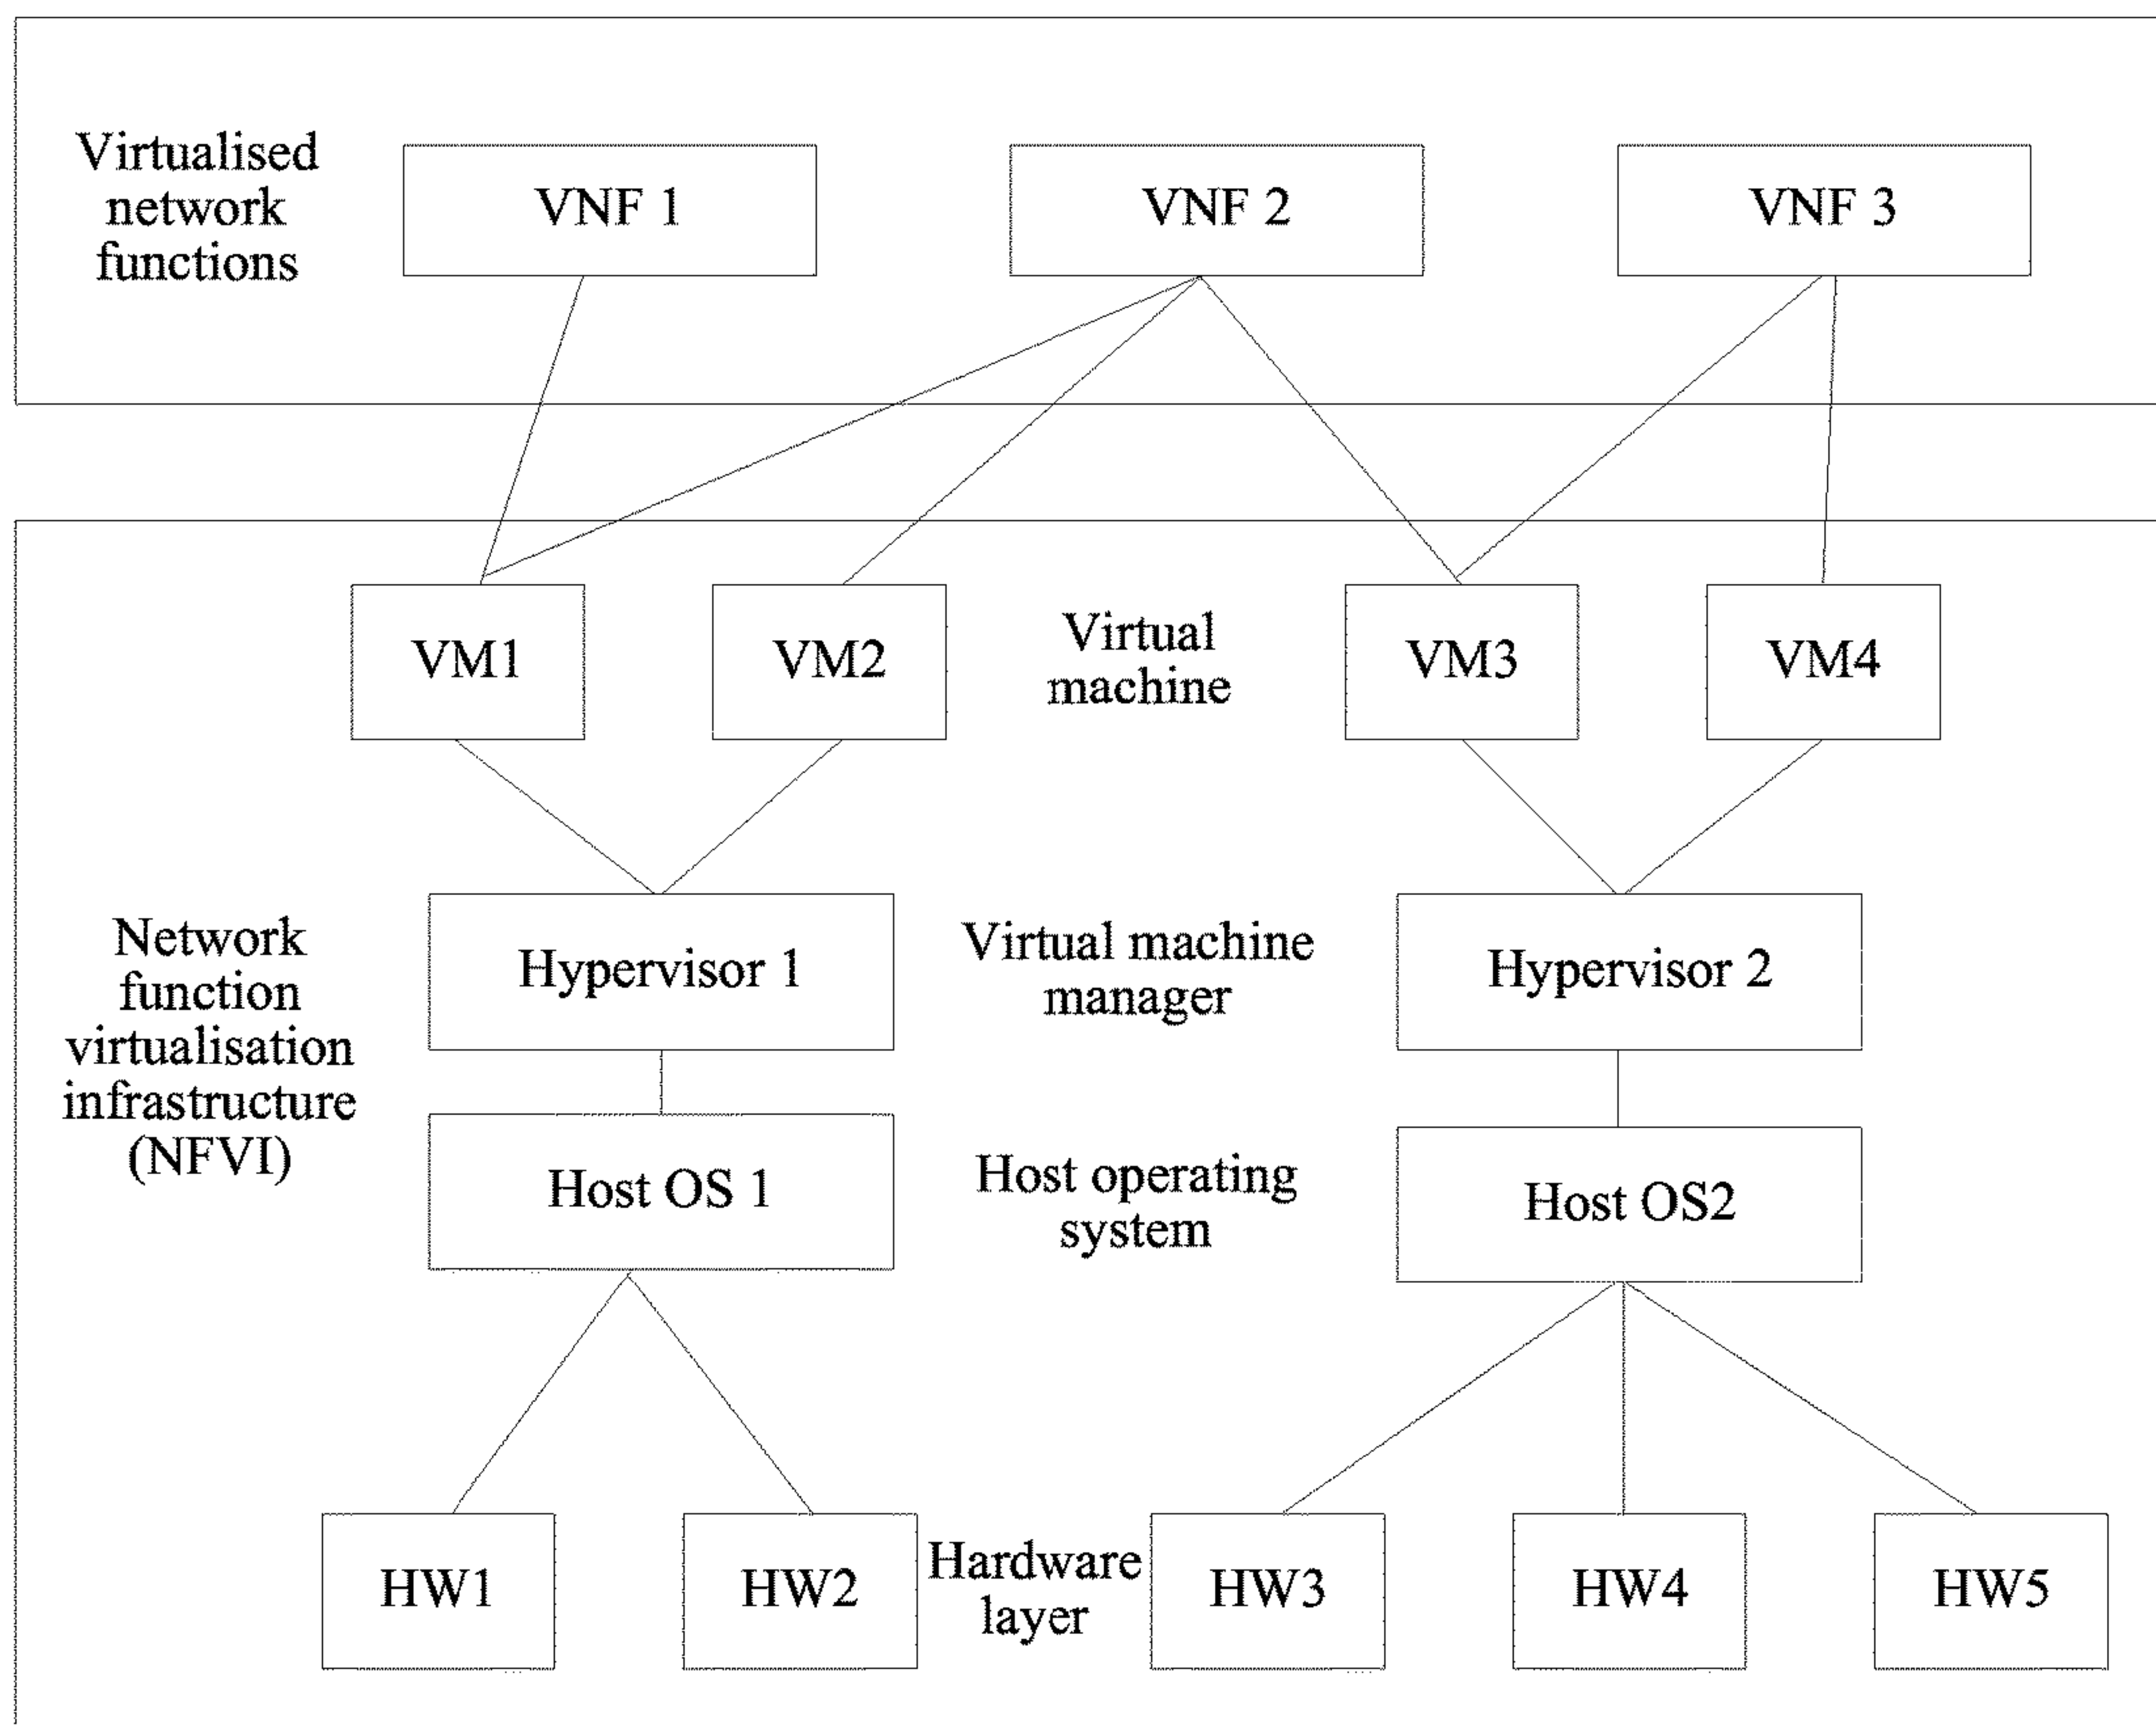 Virtualised
network
functions
VNF 1
VNF 2
VNF 3
VM1
VM2
Virtual
machine
VM3
VM4
Network
function
virtualisation
infrastructure
(NFVI)
Hypervisor 1
Virtual machine
manager
Hypervisor 2
Host OS 1
Host operating
system
Host OS2
HW1
HW2
Hardware
layer
HW3
HW4
HW5